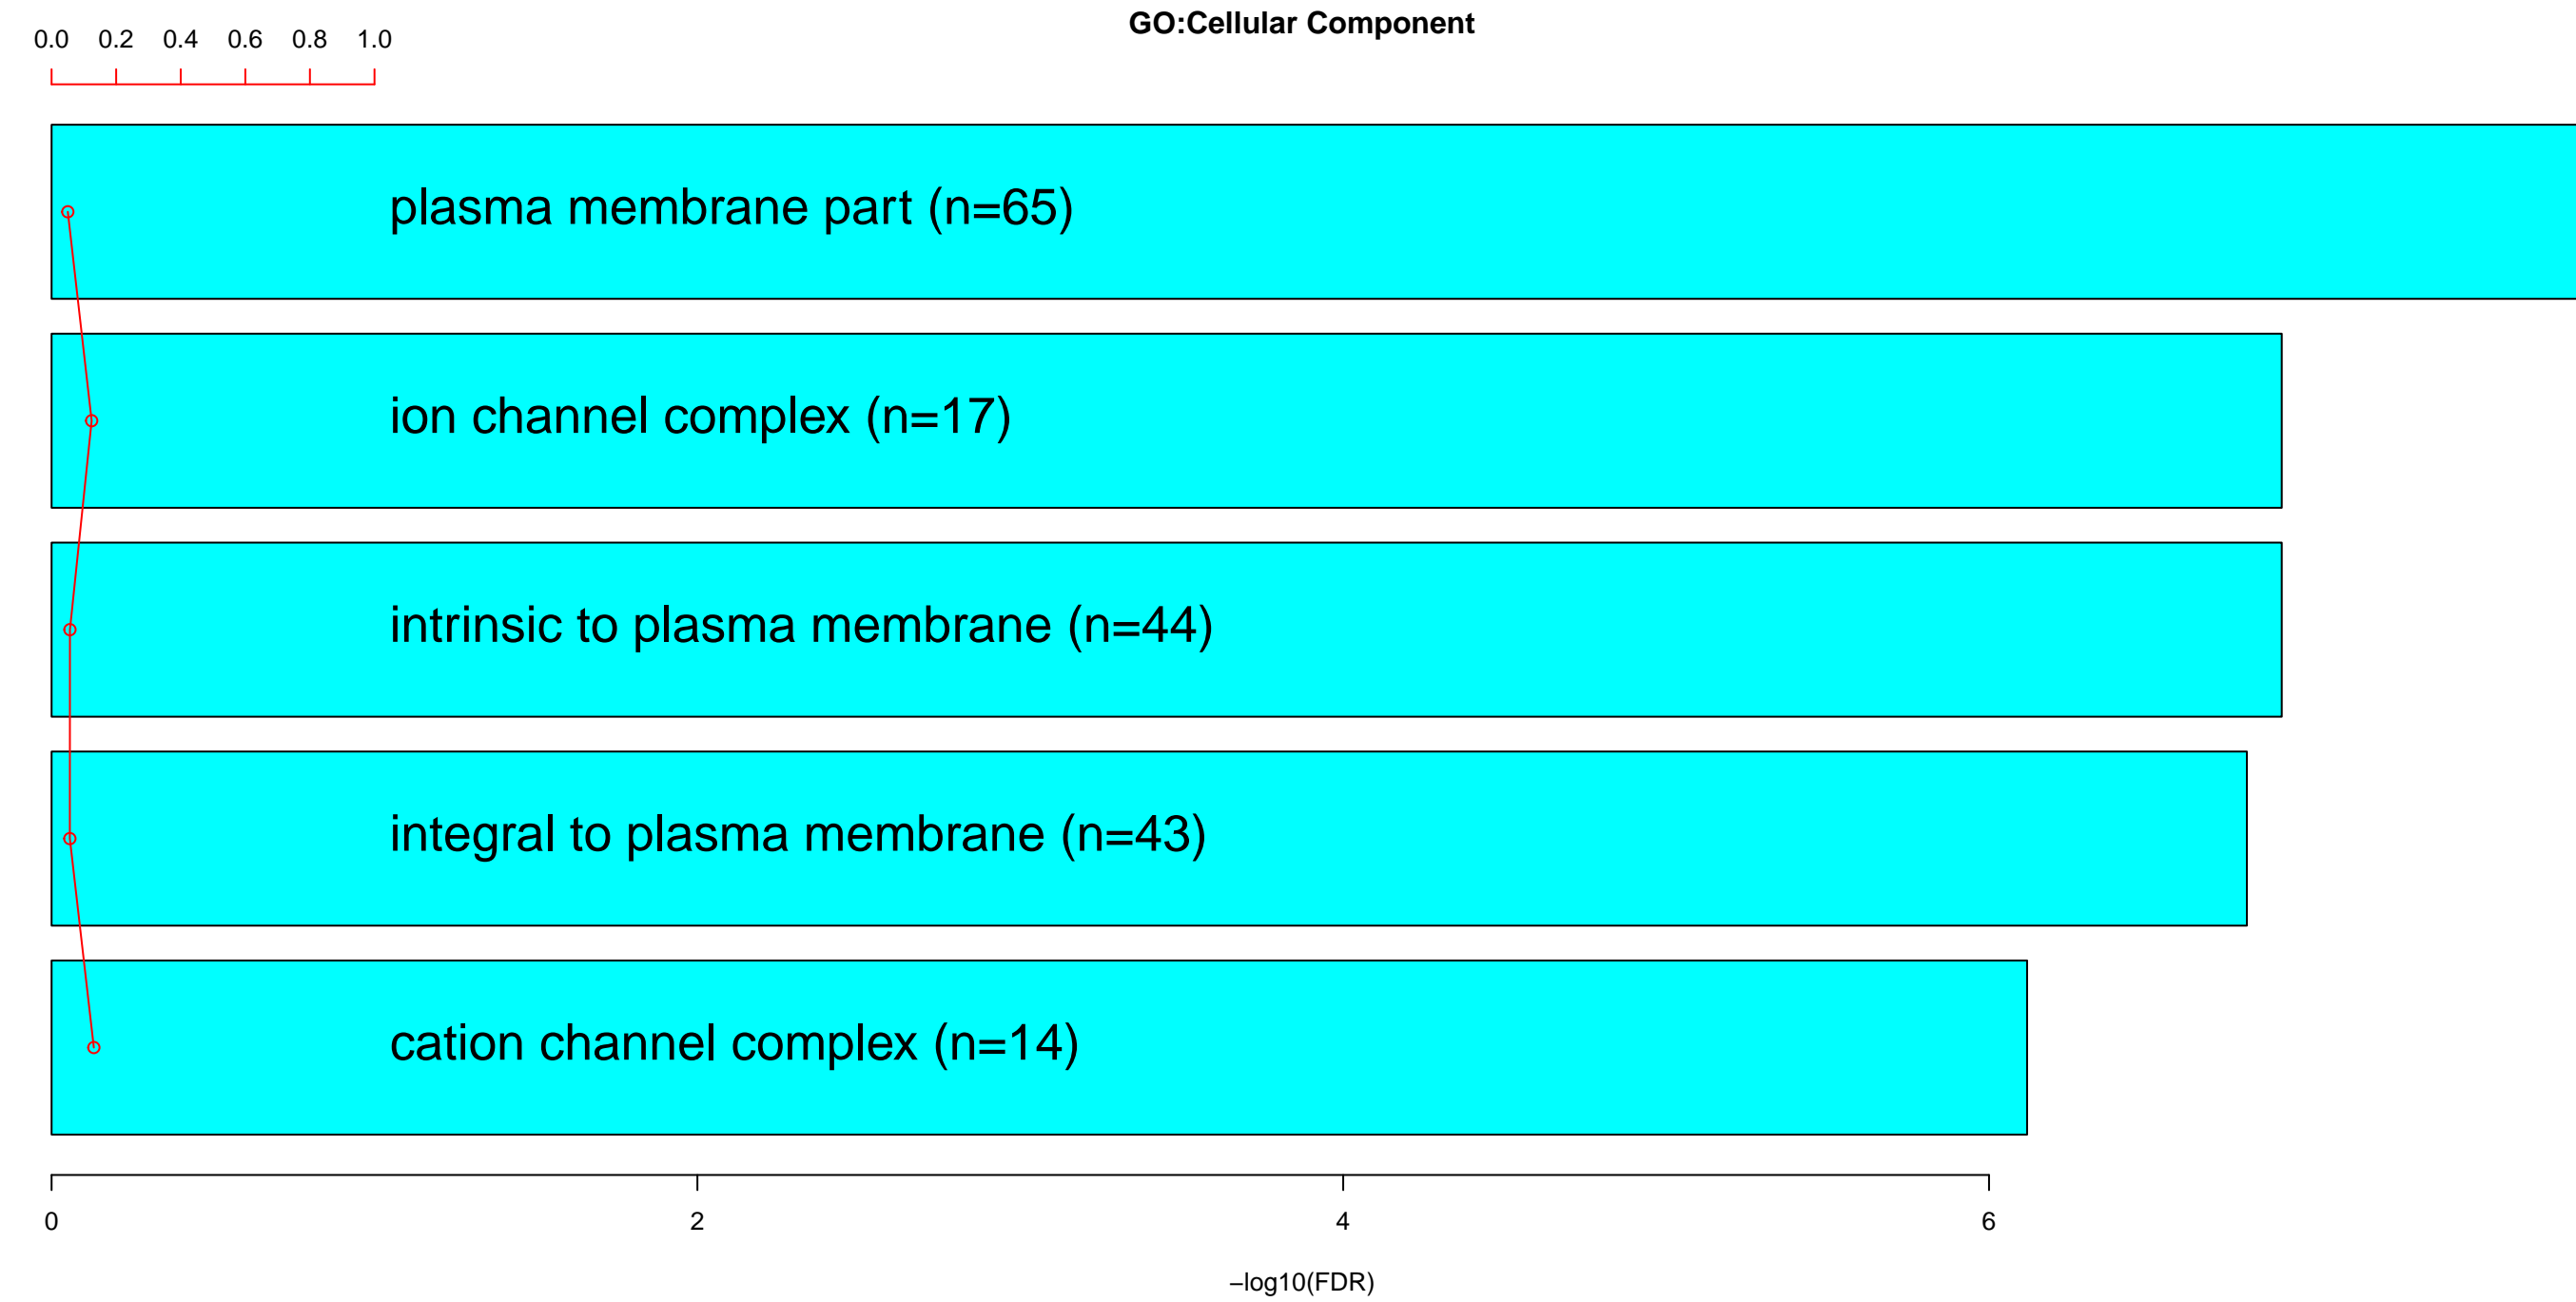 GO:Cellular Component
0.0 0.2 0.4 0.6 0.8 1.0
plasma membrane part (n=65)
ion channel complex (n=17)
intrinsic to plasma membrane (n=44)
integral to plasma membrane (n=43)
cation channel complex (n=14)
0 2 4 6
−log10(FDR)